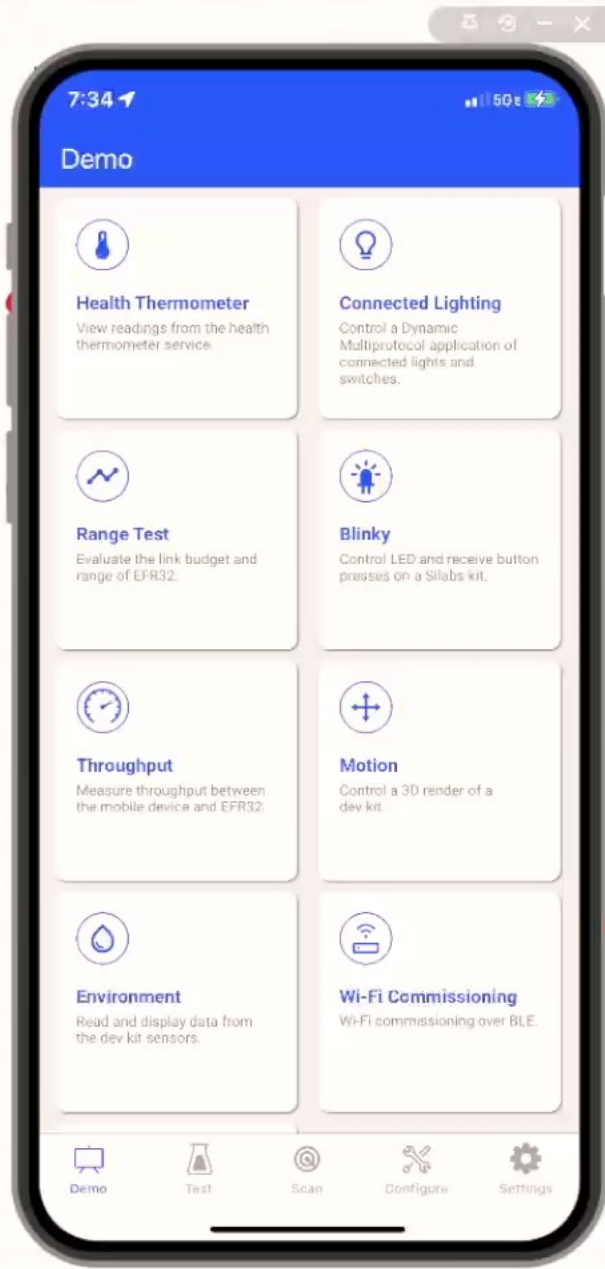 7:34
5G E
Demo
Health Thermometer
View readings from the health
thermometer service.
Connected Lighting
Control a Dynamic
Multiprotocol application of
connected lights and
switches.
Range Test
Evaluate the link budget and
range of EFR32.
Blinky
Control LED and receive button
presses on a Silabs kit.
Throughput
Measure throughput between
the mobile device and EFR32
Motion
Control a 3D render of a
dev kit.
Environment
Read and display data from
the dev kit sensors.
Wi-Fi Commissioning
Wi-Fi commissioning over BLE.
Demo
Test
Scan
Configure
Settings